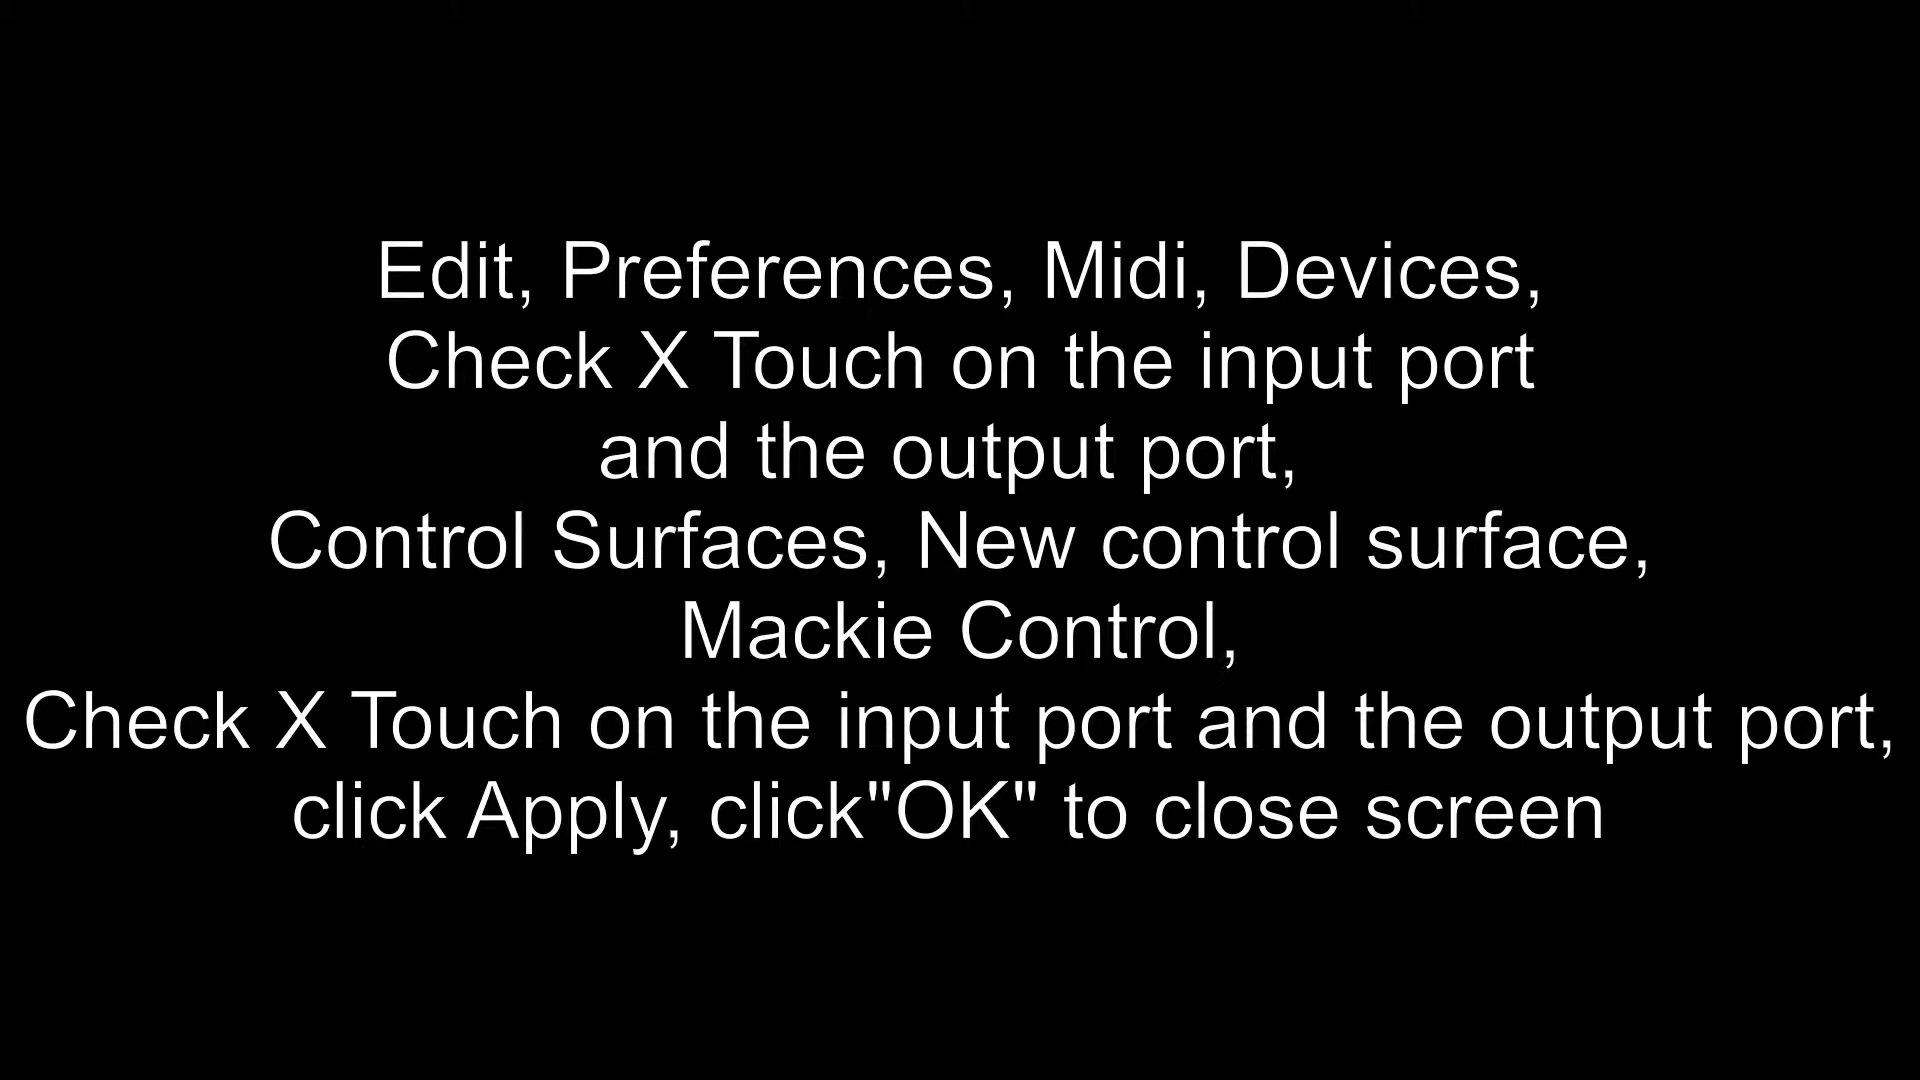 Edit, Preferences, Midi, Devices,
Check X Touch on the input port
and the output port,
Control Surfaces, New control surface,
Mackie Control,
Check X Touch on the input port and the output port,
click Apply, click"OK" to close screen